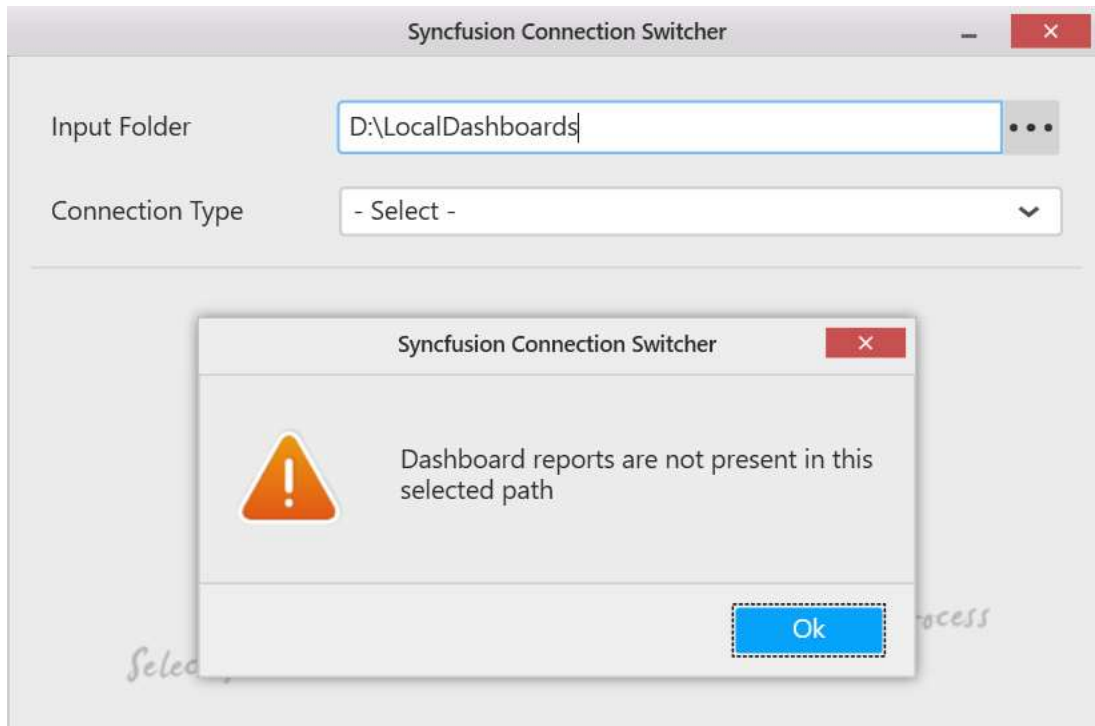 Syncfusion Connection Switcher
Input Folder
D:\LocalDashboards
Connection Type
- Select -
Syncfusion Connection Switcher
Dashboard reports are not present in this
selected path
Ok